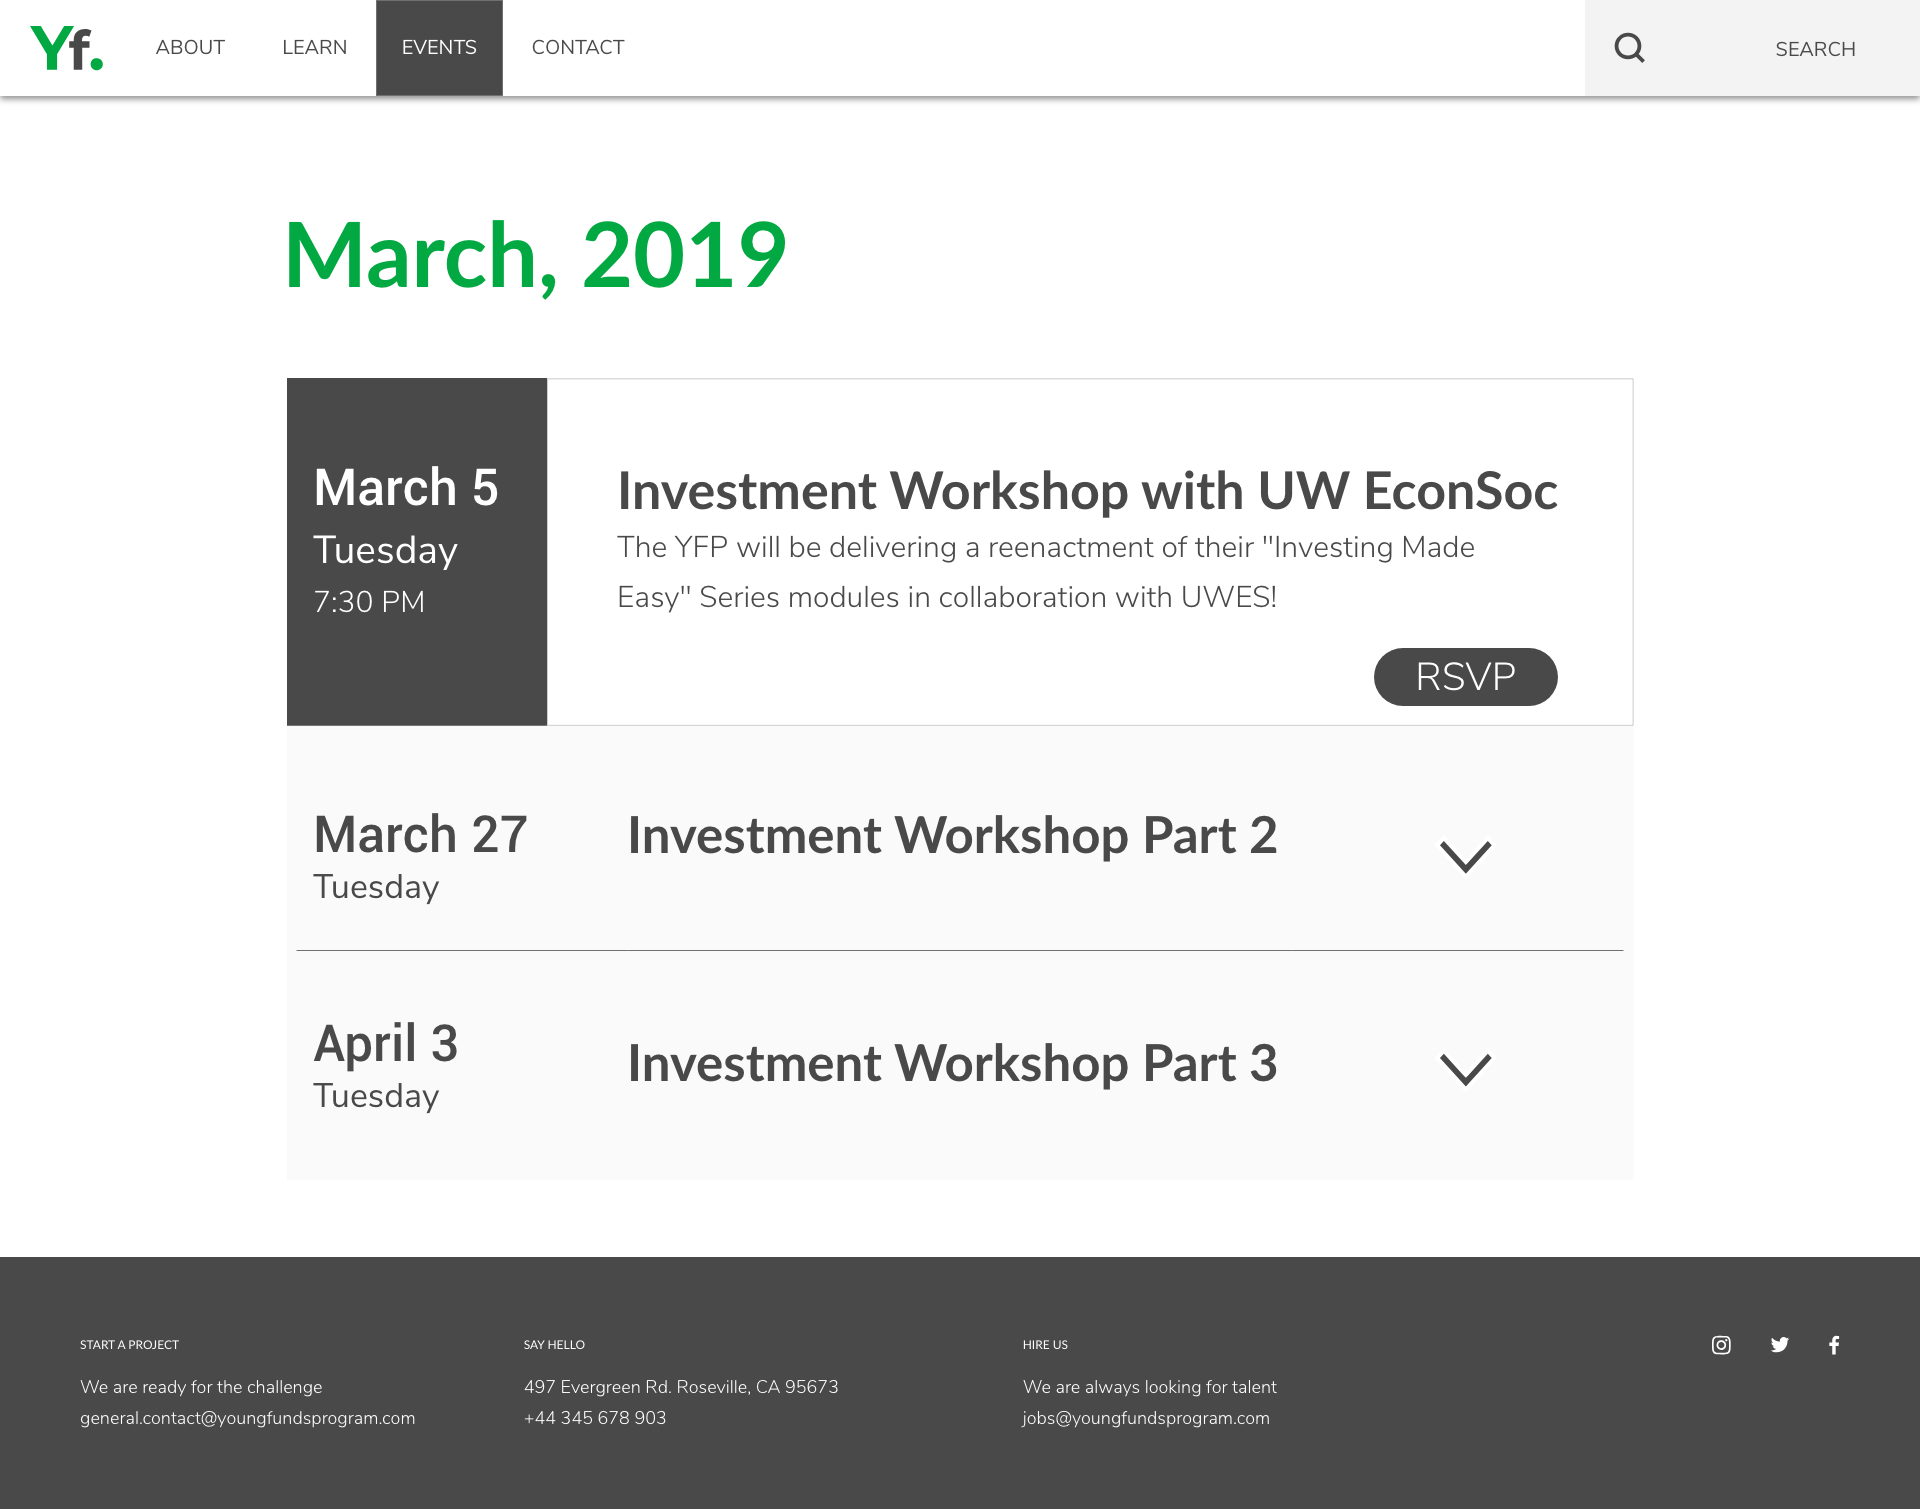 Yf.
ABOUT
LEARN
EVENTS
CONTACT
SEARCH
March, 2019
March 5
Tuesday
7:30 PM
Investment Workshop with UW EconSoc
The YFP will be delivering a reenactment of their "Investing Made
Easy" Series modules in collaboration with UWES!
RSVP
March 27
Tuesday
Investment Workshop Part 2
April 3
Tuesday
Investment Workshop Part 3
START A PROJECT
We are ready for the challenge
general.contact@youngfundsprogram.com
SAY HELLO
497 Evergreen Rd. Roseville, CA 95673
+44 345 678 903
HIRE US
We are always looking for talent
jobs@youngfundsprogram.com